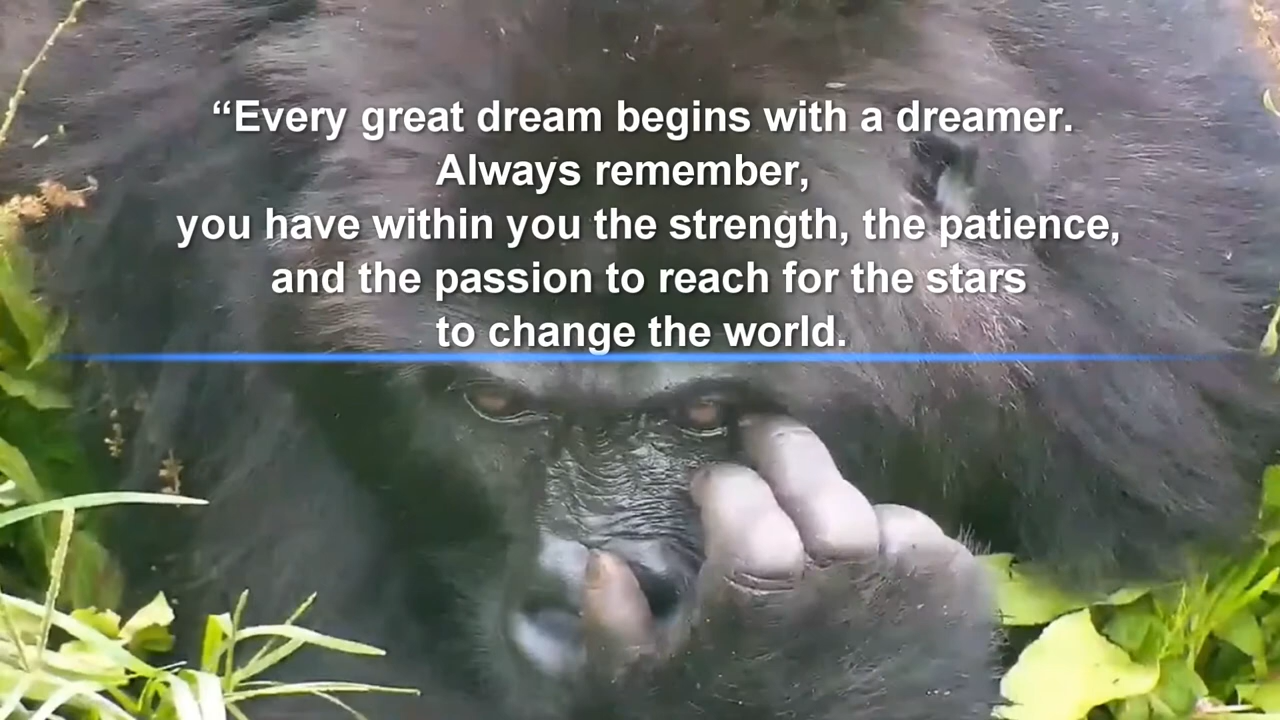 “Every great dream begins with a dreamer.
Always remember,
you have within you the strength, the patience,
and the passion to reach for the stars
to change the world.